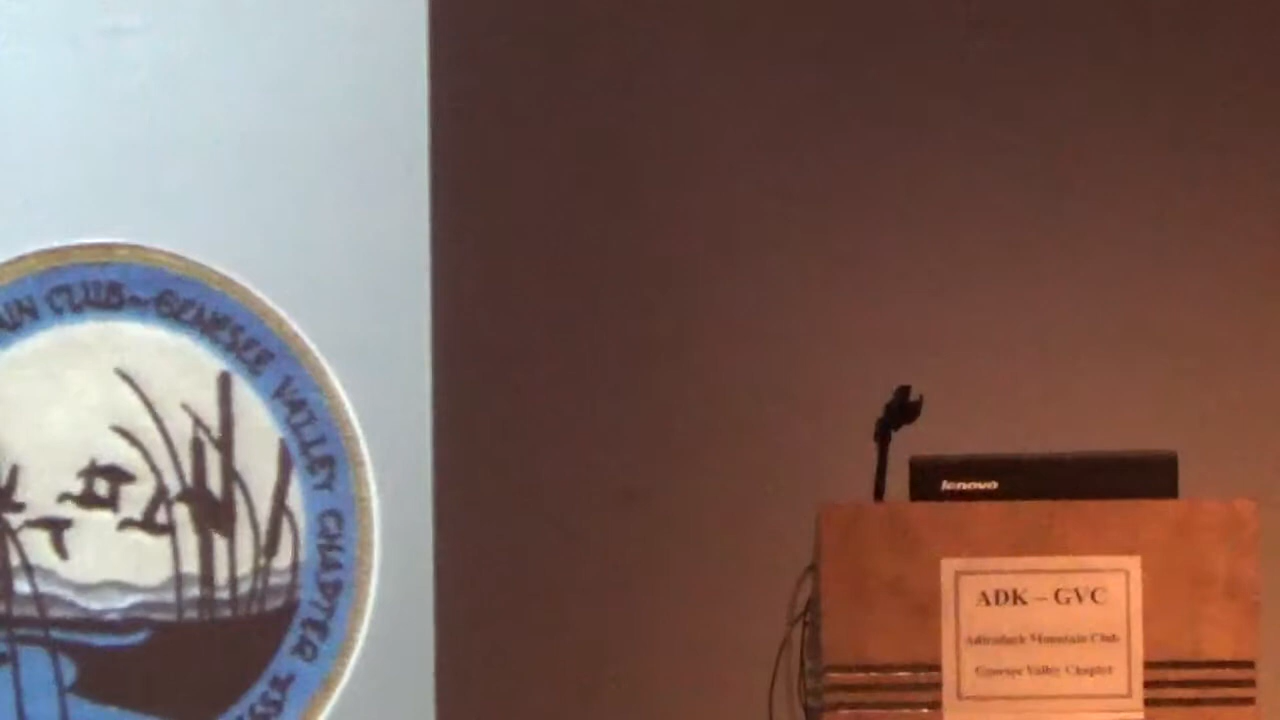 AIN CLUB~GENESEE VALLEY CHAPTER
lenovo
ADK – GVC
Adirondack Mountain Club
Genesee Valley Chapter